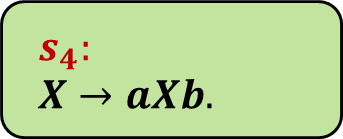 s₄:
X → aXb.